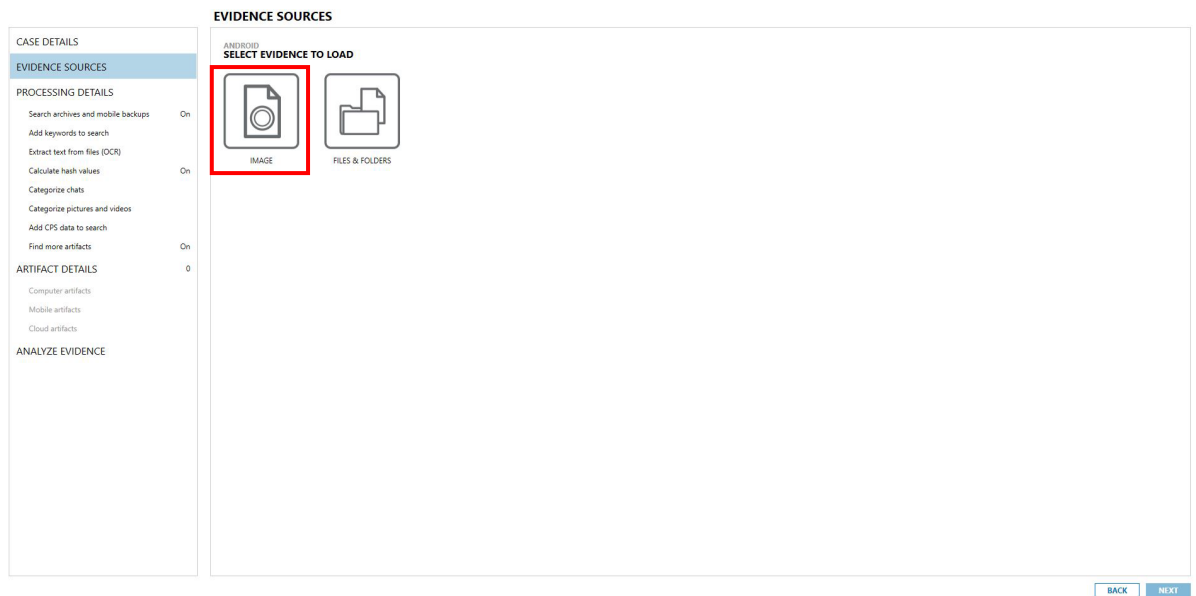 EVIDENCE SOURCES
CASE DETAILS
EVIDENCE SOURCES
PROCESSING DETAILS
Search archives and mobile backups On
Add keywords to search
Extract text from files (OCR)
Calculate hash values On
Categorize chats
Categorize pictures and videos
Add CPS data to search
Find more artifacts On
ARTIFACT DETAILS 0
Computer artifacts
Mobile artifacts
Cloud artifacts
ANALYZE EVIDENCE
ANDROID
SELECT EVIDENCE TO LOAD
IMAGE
FILES & FOLDERS
BACK
NEXT